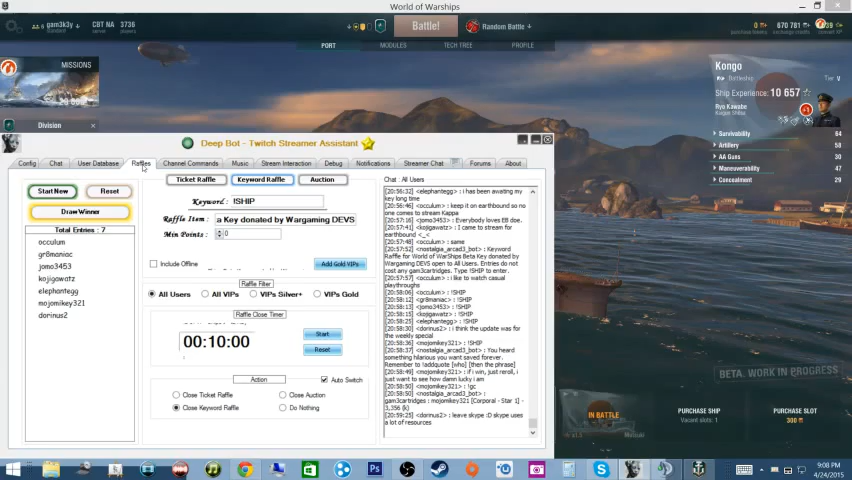 World of Warships
gam3k3y
Standard
CBT NA
server
3736
players
Battle!
Random Battle
670 781
PORT
MODULES
TECH TREE
PROFILE
MISSIONS
Division
Kongo
Battleship
Tier V
Ship Experience: 10 657
Ryo Kawabe
Survivability 64
Artillery 58
AA Guns 30
Maneuverability 47
Concealment 29
Deep Bot - Twitch Streamer Assistant
Config
Chat
User Database
Raffles
Channel Commands
Music
Stream Interaction
Debug
Notifications
Streamer Chat
Forums
About
Start New
Reset
Draw Winner
Total Entries : 7
occulum
gr8maniac
jomo3453
kojigawatz
elephantegg
mojomiky321
dorinus2
Ticket Raffle
Keyword Raffle
Auction
Keyword: !SHIP
Raffle Item: a Key donated by Wargaming DEVS
Min Points: 0
Include Offline
Add Gold VIPs
Raffle Filter
All Users
All VIPs
VIPs Silver+
VIPs Gold
Raffle Close Timer
00:10:00
Start
Reset
Action
Auto Switch
Close Ticket Raffle
Close Auction
Close Keyword Raffle
Do Nothing
Chat : All Users
[20:56:32] <elephantegg> : i has been awaiting my
key long time
[20:56:46] <occulum> : keep it on earthbound so no
one comes to stream Kappa
[20:57:16] <jomo3453> : Everybody loves EB doe.
[20:57:41] <kojigawatz> : I came to stream for
earthbound <_<
[20:57:48] <occulum> : same
[20:57:52] <nostalgia_arcad3_bot> : Keyword
Raffle for World of WarShips Beta Key donated by
Wargaming DEVS open to All Users. Entries do not
cost any gam3cartridges. Type !SHIP to enter.
[20:57:57] <occulum> : i like to watch casual
playthroughs
[20:58:06] <occulum> : !SHIP
[20:58:12] <gr8maniac> : !SHIP
[20:58:13] <jomo3453> : !SHIP
[20:58:15] <kojigawatz> : !SHIP
[20:58:25] <elephantegg> : !SHIP
[20:58:30] <dorinus2> : i think the update was for
the weekly special
[20:58:36] <mojomiky321> : !SHIP
[20:58:37] <nostalgia_arcad3_bot> : You heard
something hilarious you want saved forever.
Remember to !addquote [who] [then the phrase]
[20:58:49] <mojomiky321> : if i win, just reroll, i
just want to see how damn lucky i am
[20:58:50] <mojomiky321> : !gc
[20:58:50] <nostalgia_arcad3_bot> :
gam3cartridges : mojomiky321 [Corporal - Star 1] -
3,356 (k)
[20:59:25] <dorinus2> : leave skype :D skype uses
a lot of resources
BETA. WORK IN PROGRESS
IN BATTLE
PURCHASE SHIP
Vacant slots: 1
PURCHASE SLOT
300
9:08 PM
4/24/2015